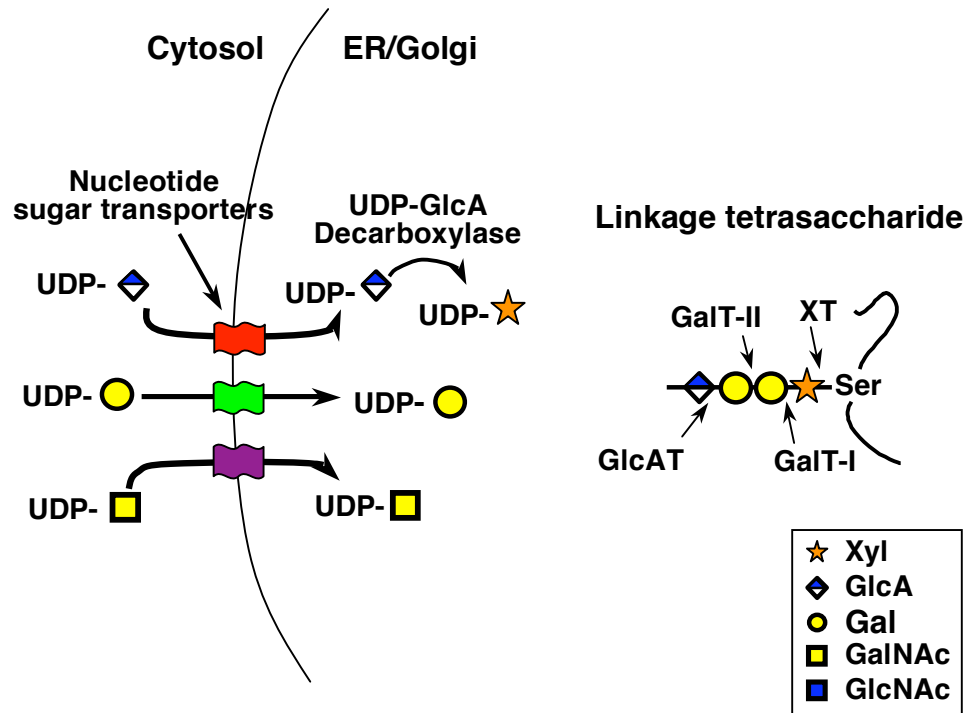 Cytosol
ER/Golgi
Nucleotide
sugar transporters
UDP-GlcA
Decarboxylase
UDP-
UDP-
UDP-
UDP-
UDP-
UDP-
UDP-
Linkage tetrasaccharide
GalT-II
XT
Ser
GlcAT
GalT-I
Xyl
GlcA
Gal
GalNAc
GlcNAc